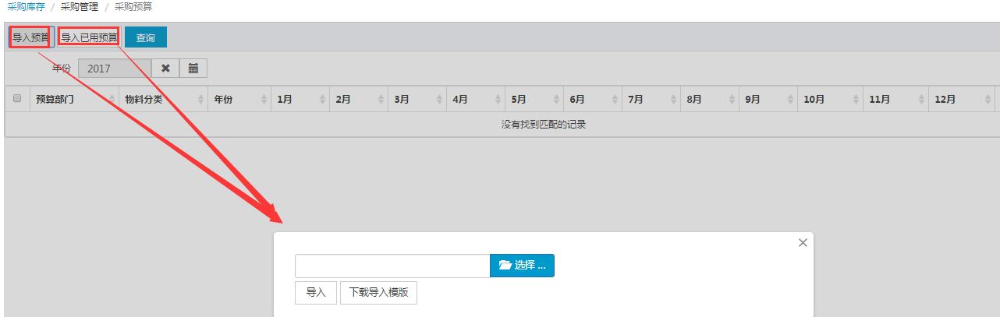 采购库存 / 采购管理 / 采购预算
导入预算 导入已用预算 查询
年份 2017
预算部门 物料分类 年份 1月 2月 3月 4月 5月 6月 7月 8月 9月 10月 11月 12月
没有找到匹配的记录
选择 ...
导入 下载导入模版